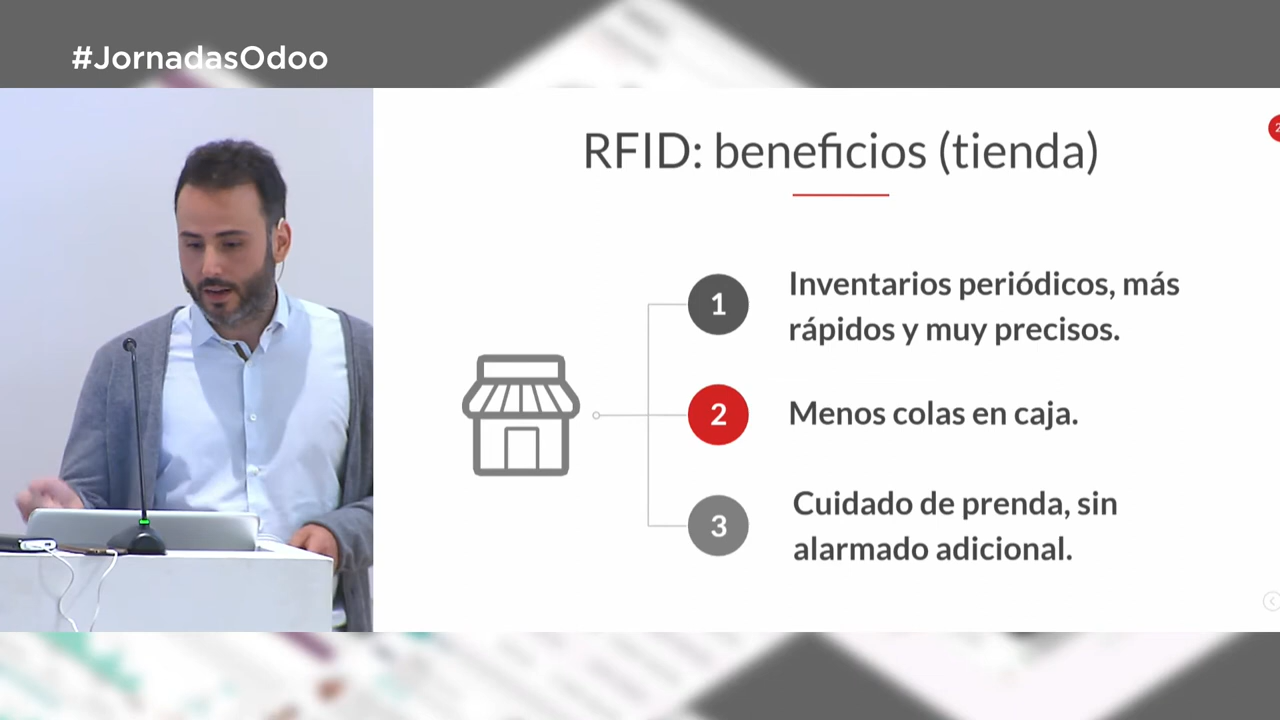 #JornadasOdoo
RFID: beneficios (tienda)
2
1
Inventarios periódicos, más
rápidos y muy precisos.
2
Menos colas en caja.
3
Cuidado de prenda, sin
alarmado adicional.